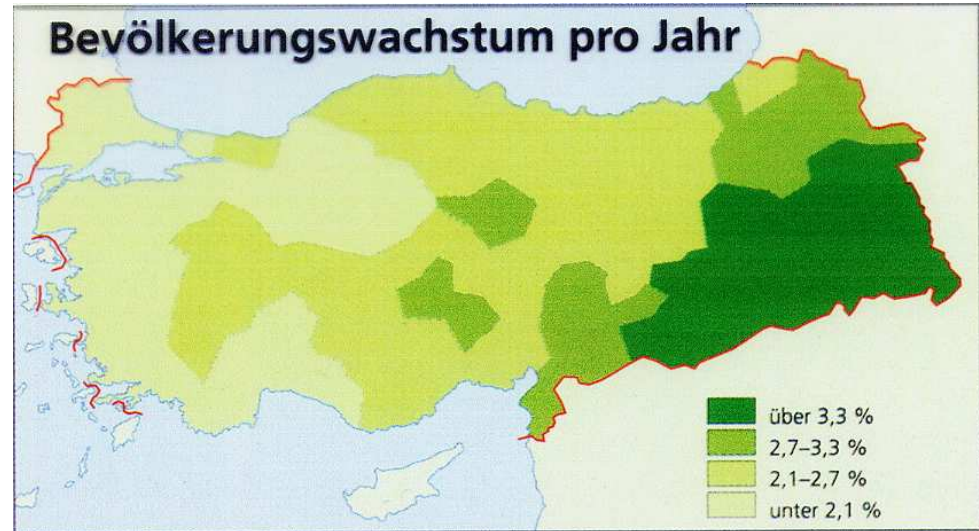 Bevölkerungswachstum pro Jahr
über 3,3 %
2,7–3,3 %
2,1–2,7 %
unter 2,1 %